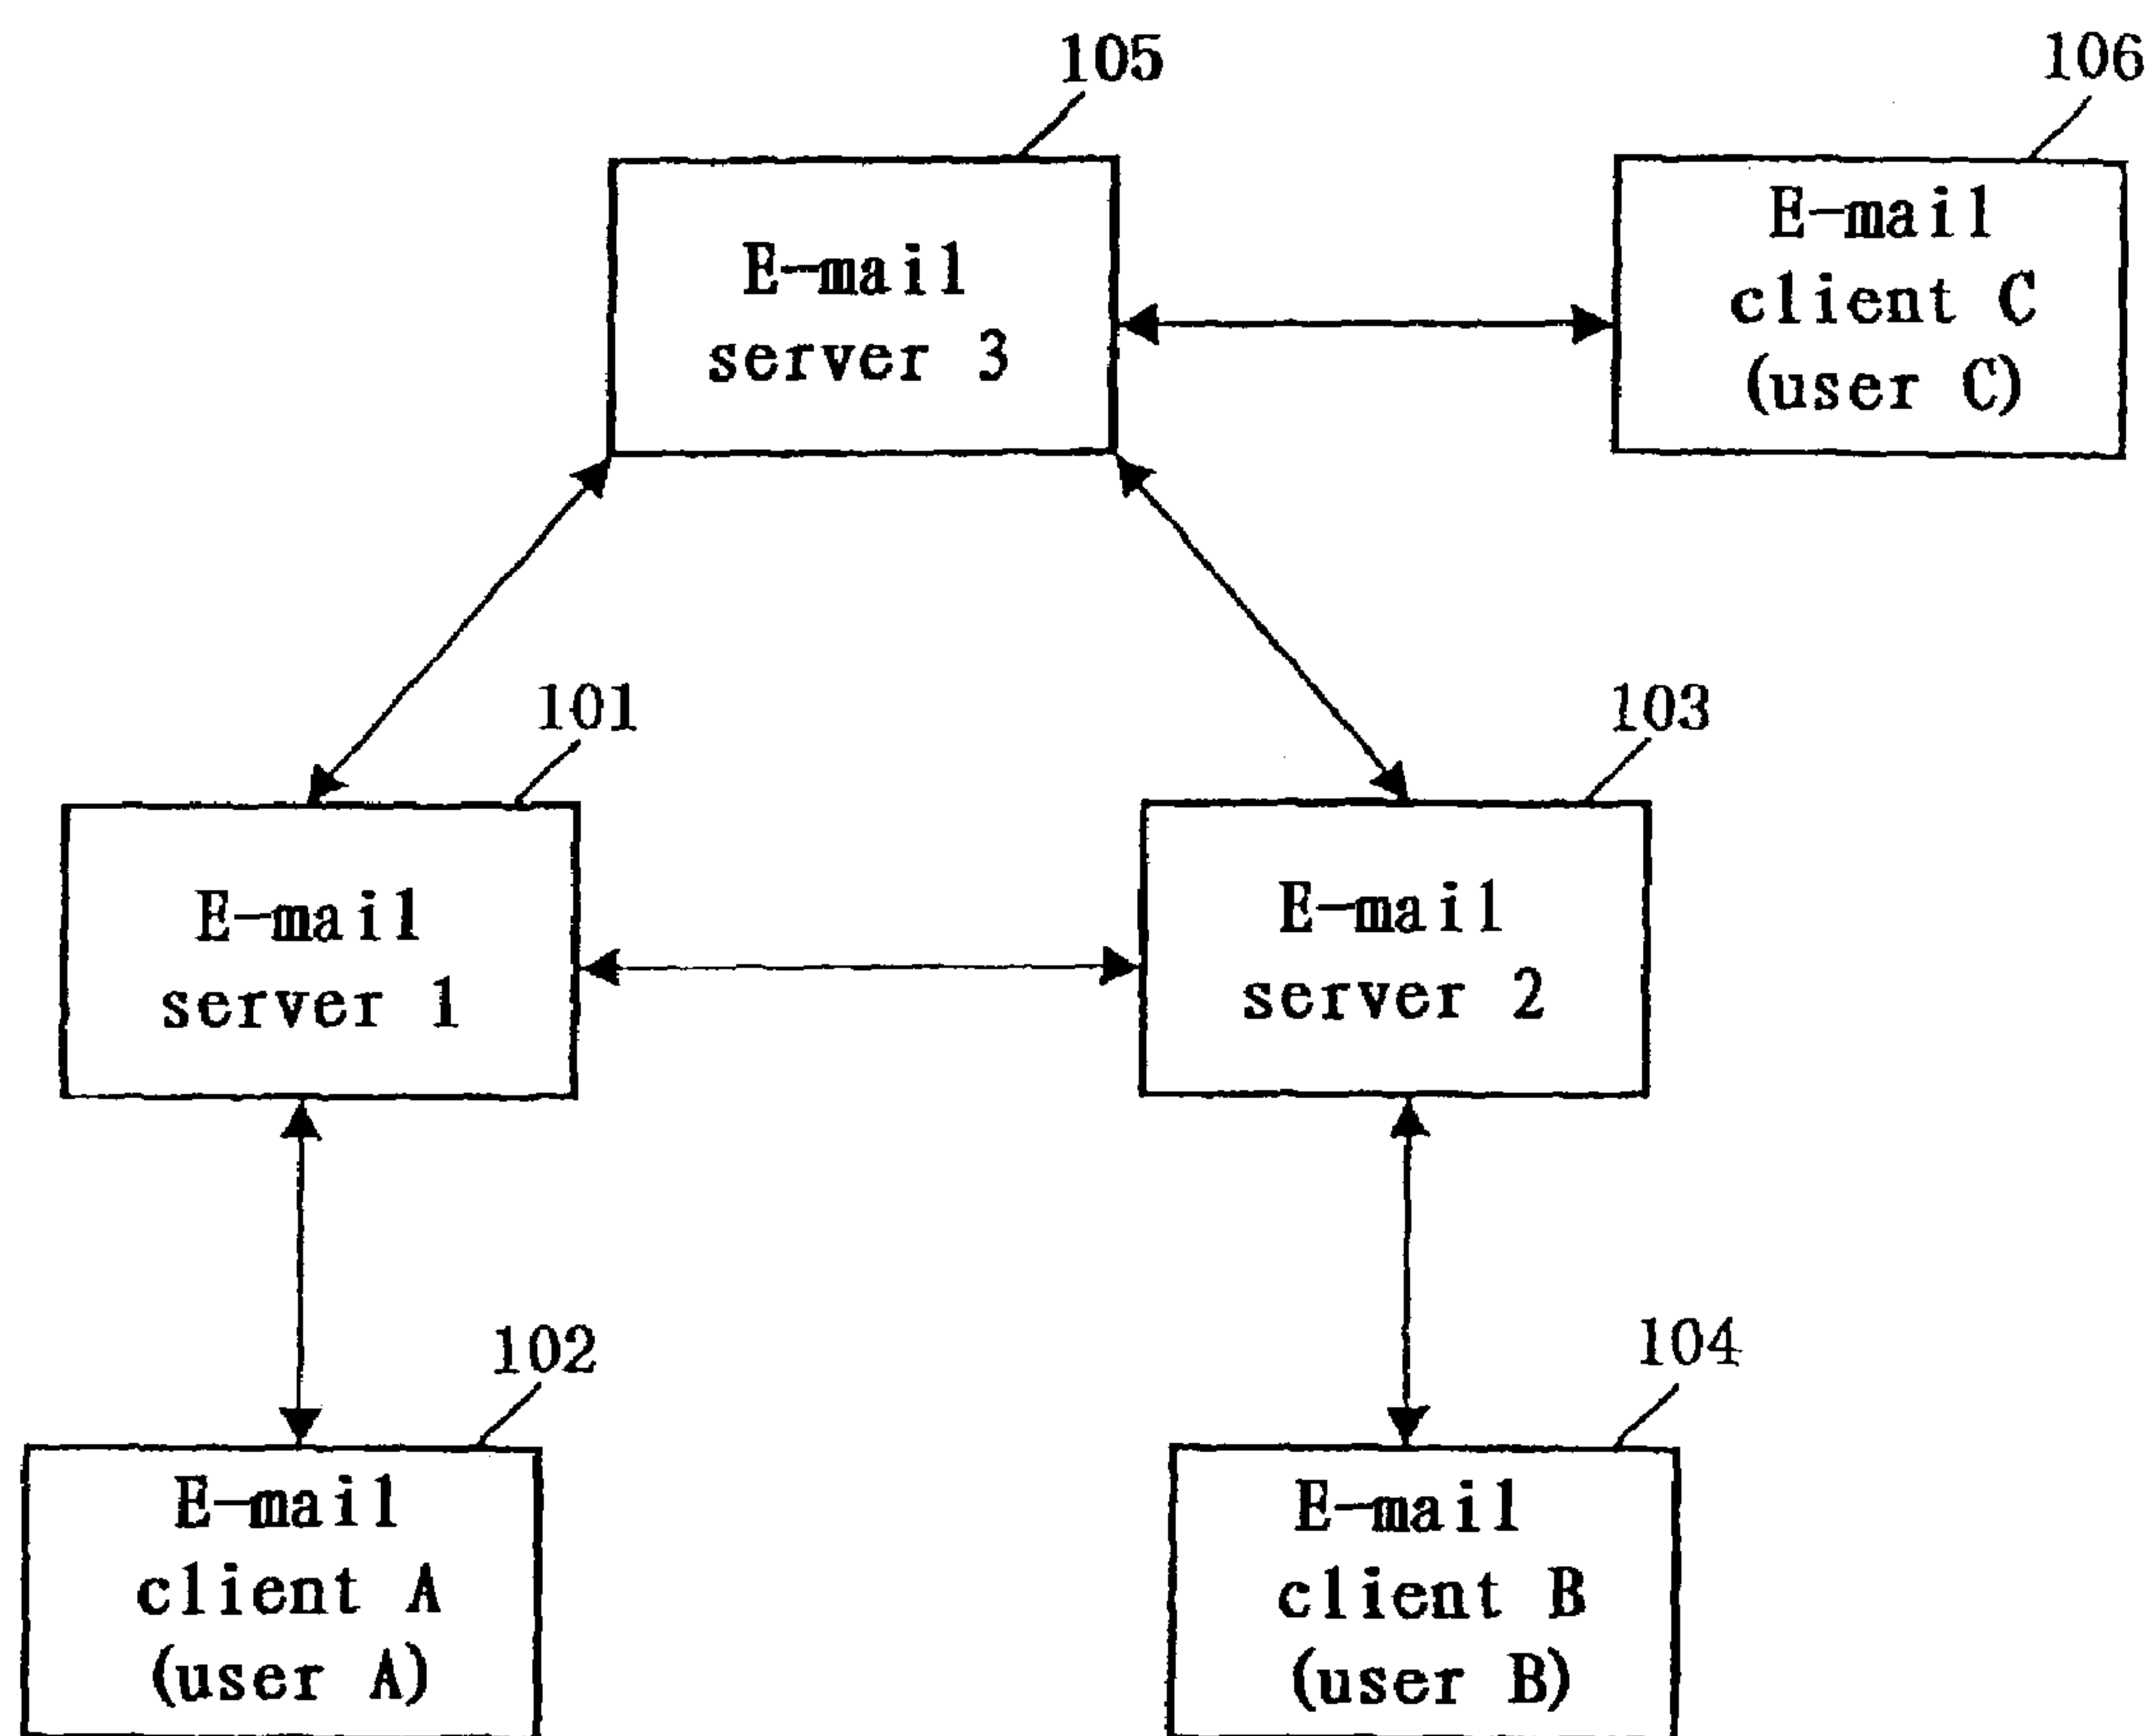 105
106
E-mail
server 3
E-mail
client C
(user C)
101
103
E-mail
server 1
E-mail
server 2
102
104
E-mail
client A
(user A)
E-mail
client B
(user B)